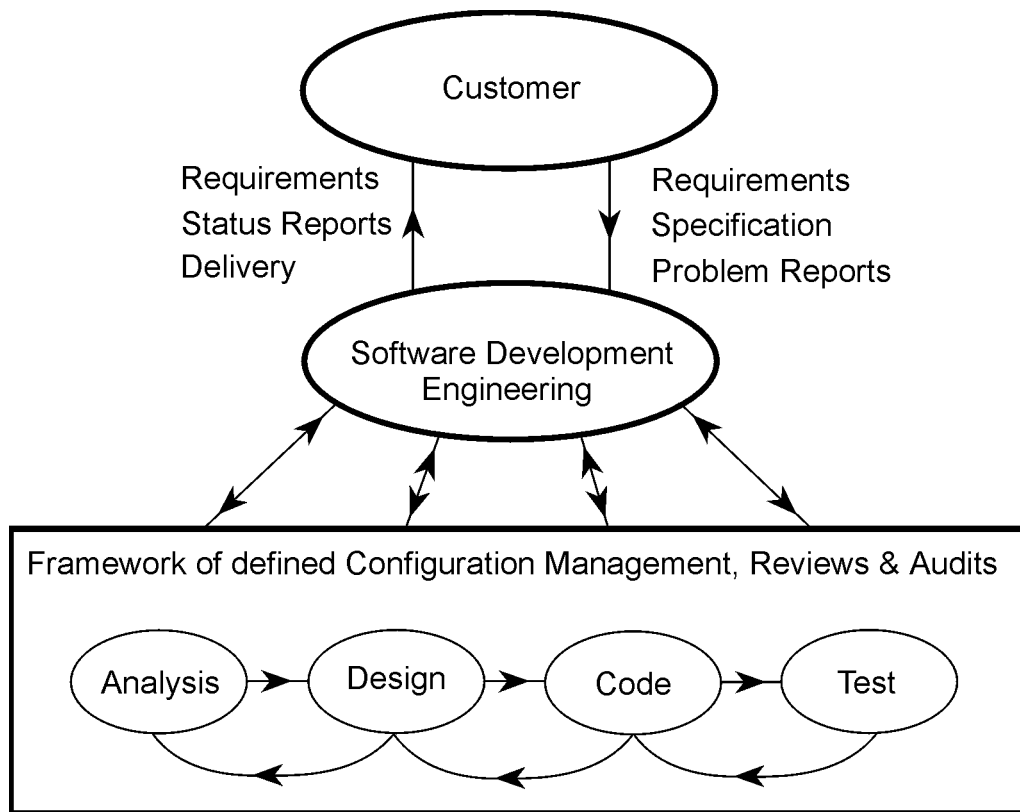 Customer
Requirements
Status Reports
Delivery
Requirements
Specification
Problem Reports
Software Development
Engineering
Framework of defined Configuration Management, Reviews & Audits
Analysis
Design
Code
Test